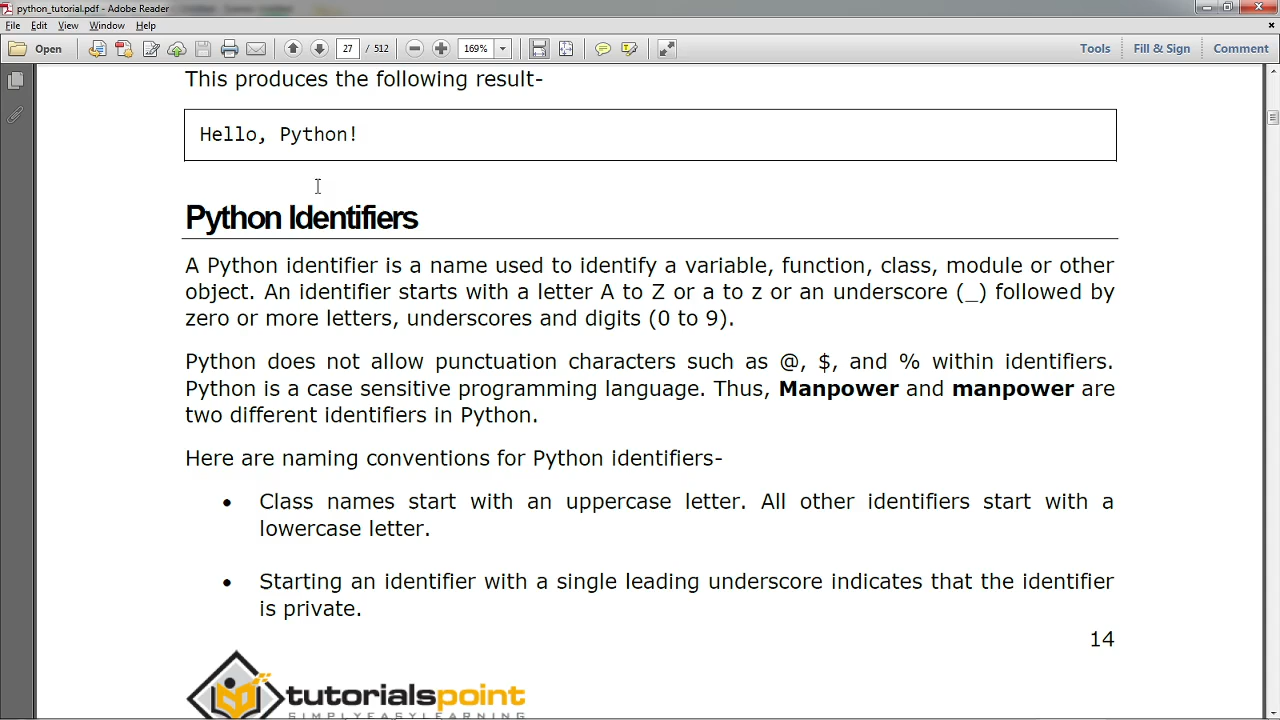 python_tutorial.pdf - Adobe Reader
File Edit View Window Help
Open 27 / 512 169% Tools Fill & Sign Comment
This produces the following result-
Hello, Python!
Python Identifiers
A Python identifier is a name used to identify a variable, function, class, module or other
object. An identifier starts with a letter A to Z or a to z or an underscore (_) followed by
zero or more letters, underscores and digits (0 to 9).
Python does not allow punctuation characters such as @, $, and % within identifiers.
Python is a case sensitive programming language. Thus, Manpower and manpower are
two different identifiers in Python.
Here are naming conventions for Python identifiers-
• Class names start with an uppercase letter. All other identifiers start with a
lowercase letter.
• Starting an identifier with a single leading underscore indicates that the identifier
is private.
14
tutorialspoint
SIMPLYEASYLEARNING